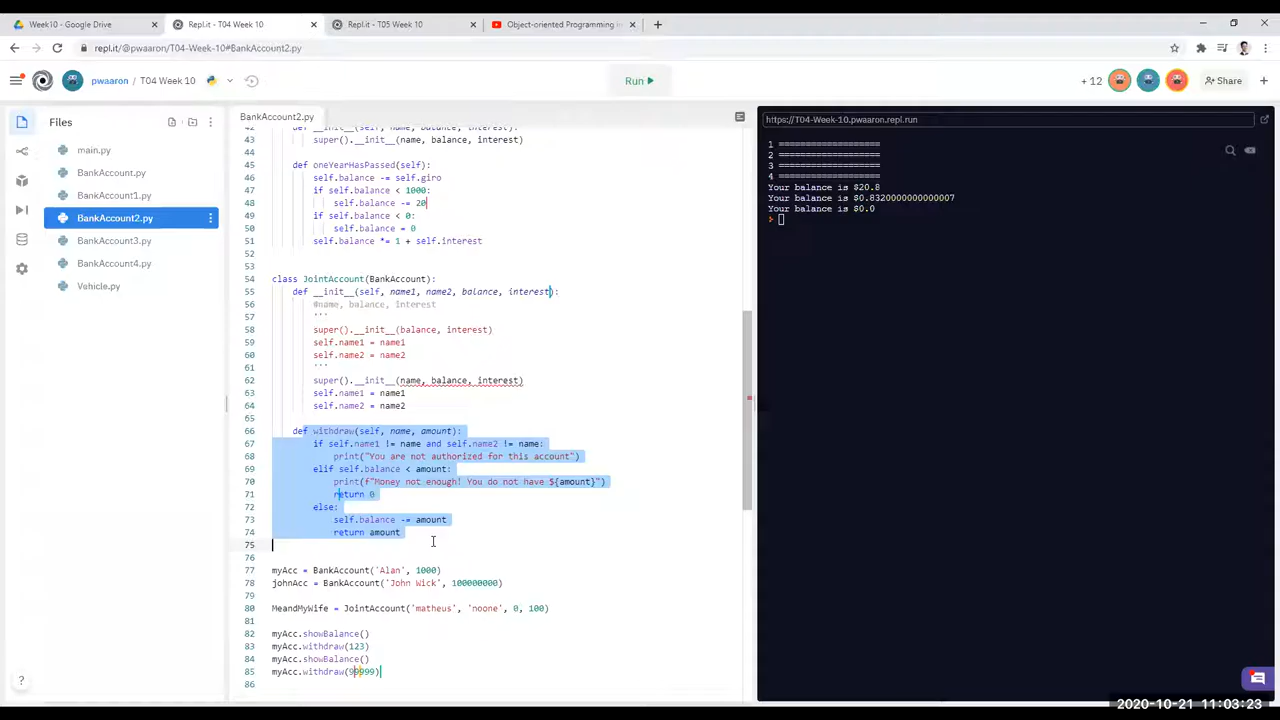 Week10 - Google Drive
Repl.it - T04 Week 10
Repl.it - T05 Week 10
Object-oriented Programming in
repl.it/@pwaaron/T04-Week-10#BankAccount2.py
pwaaron / T04 Week 10
Run
+ 12
Share
Files
main.py
BankAccount.py
BankAccount1.py
BankAccount2.py
BankAccount3.py
BankAccount4.py
Vehicle.py
BankAccount2.py
42 def __init__(self, name, balance, interest):
43 super().__init__(name, balance, interest)
44
45 def oneYearHasPassed(self):
46 self.balance -= self.giro
47 if self.balance < 1000:
48 self.balance -= 20
49 if self.balance < 0:
50 self.balance = 0
51 self.balance *= 1 + self.interest
52
53
54 class JointAccount(BankAccount):
55 def __init__(self, name1, name2, balance, interest):
56 #name, balance, interest
57 '''
58 super().__init__(balance, interest)
59 self.name1 = name1
60 self.name2 = name2
61 '''
62 super().__init__(name, balance, interest)
63 self.name1 = name1
64 self.name2 = name2
65
66 def withdraw(self, name, amount):
67 if self.name1 != name and self.name2 != name:
68 print("You are not authorized for this account")
69 elif self.balance < amount:
70 print(f"Money not enough! You do not have ${amount}")
71 return 0
72 else:
73 self.balance -= amount
74 return amount
75
76
77 myAcc = BankAccount('Alan', 1000)
78 johnAcc = BankAccount('John Wick', 100000000)
79
80 MeandMyWife = JointAccount('matheus', 'noone', 0, 100)
81
82 myAcc.showBalance()
83 myAcc.withdraw(123)
84 myAcc.showBalance()
85 myAcc.withdraw(99999)
86
https://T04-Week-10.pwaaron.repl.run
1 ====================
2 ====================
3 ====================
4 ====================
Your balance is $20.8
Your balance is $0.8320000000000007
Your balance is $0.0
?
2020-10-21 11:03:23